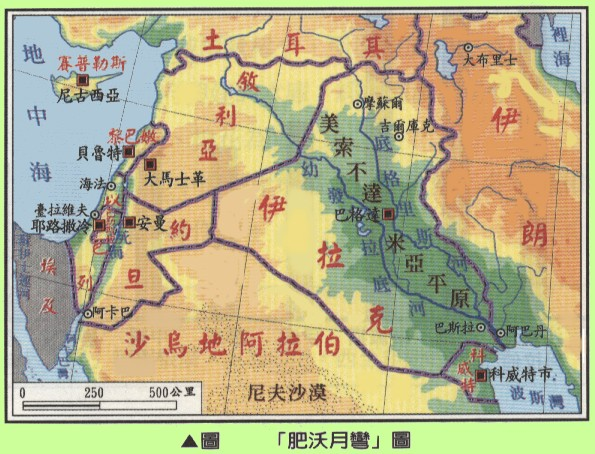 土耳其
裡海
地中海
賽普勒斯
尼古西亞
敘利亞
大布里士
摩蘇爾
吉爾庫克
伊朗
黎巴嫩
貝魯特
大馬士革
美索不達米亞平原
底格里斯河
幼發拉底河
海法
臺拉維夫
耶路撒冷
以色列
安曼
約旦
巴格達
伊拉克
埃及
阿卡巴
巴斯拉
阿巴丹
沙烏地阿拉伯
科威特
科威特市
波斯灣
尼夫沙漠
0 250 500公里
▲圖 「肥沃月彎」圖